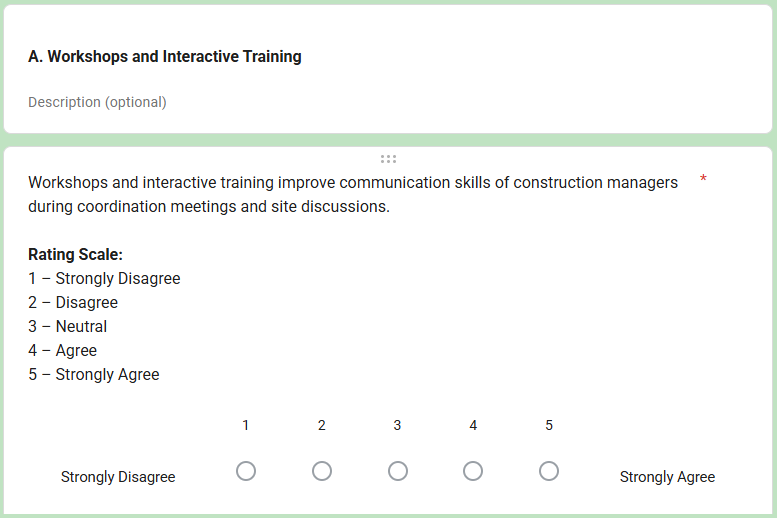 A. Workshops and Interactive Training
Description (optional)
Workshops and interactive training improve communication skills of construction managers *
during coordination meetings and site discussions.
Rating Scale:
1 – Strongly Disagree
2 – Disagree
3 – Neutral
4 – Agree
5 – Strongly Agree
1 2 3 4 5
Strongly Disagree Strongly Agree